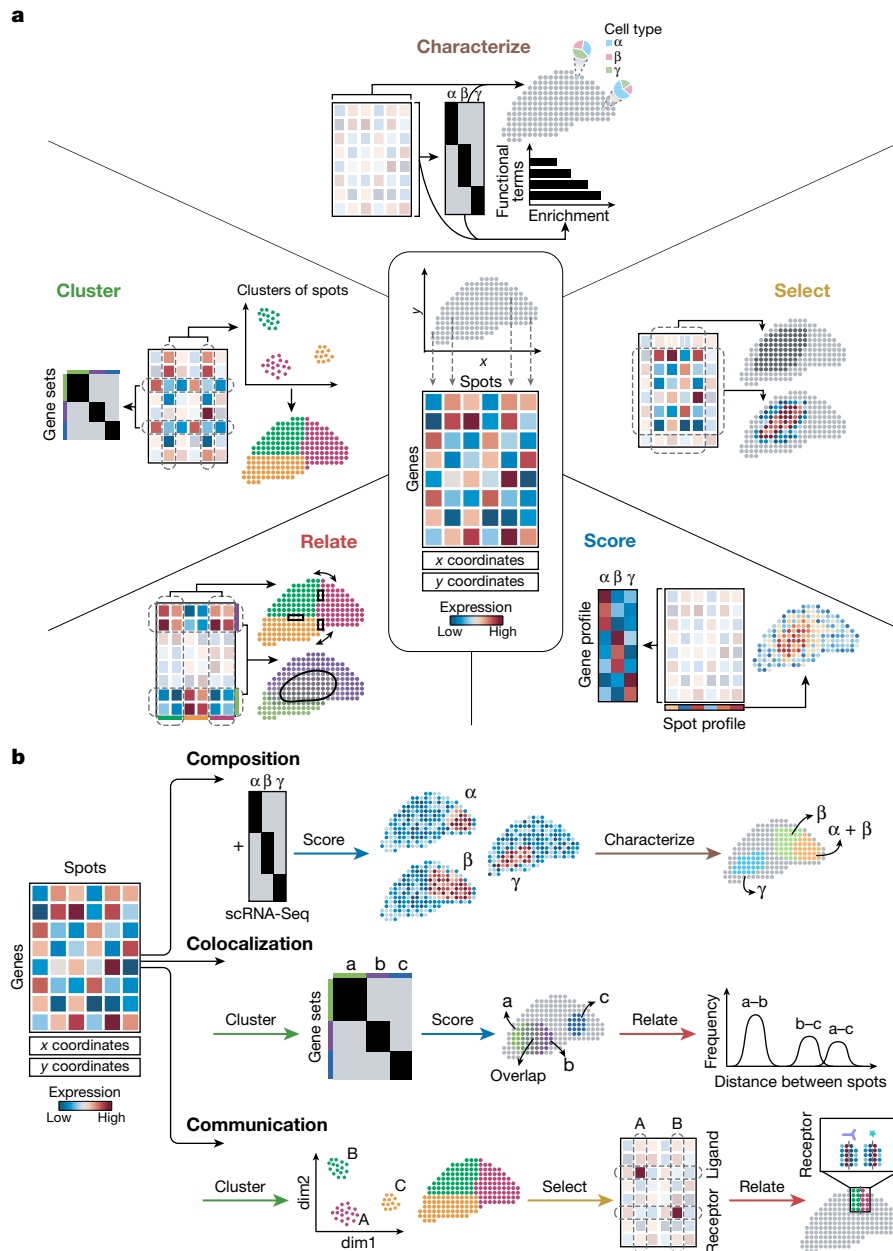 a
Characterize
Cell type
α
β
γ
α β γ
Functional
terms
Enrichment
Cluster
Clusters of spots
Gene sets
y
x
Spots
Genes
x coordinates
y coordinates
Expression
Low High
Select
Relate
Score
α β γ
Gene profile
Spot profile
b
Composition
α β γ
+
scRNA-Seq
Score
α
β
γ
Characterize
β
α + β
γ
Spots
Genes
x coordinates
y coordinates
Expression
Low High
Colocalization
Cluster
a b c
Gene sets
Score
a
c
b
Overlap
Relate
Frequency
a–b
b–c
a–c
Distance between spots
Communication
Cluster
dim2
dim1
B
C
A
Select
A B
Ligand
Receptor
Relate
Receptor